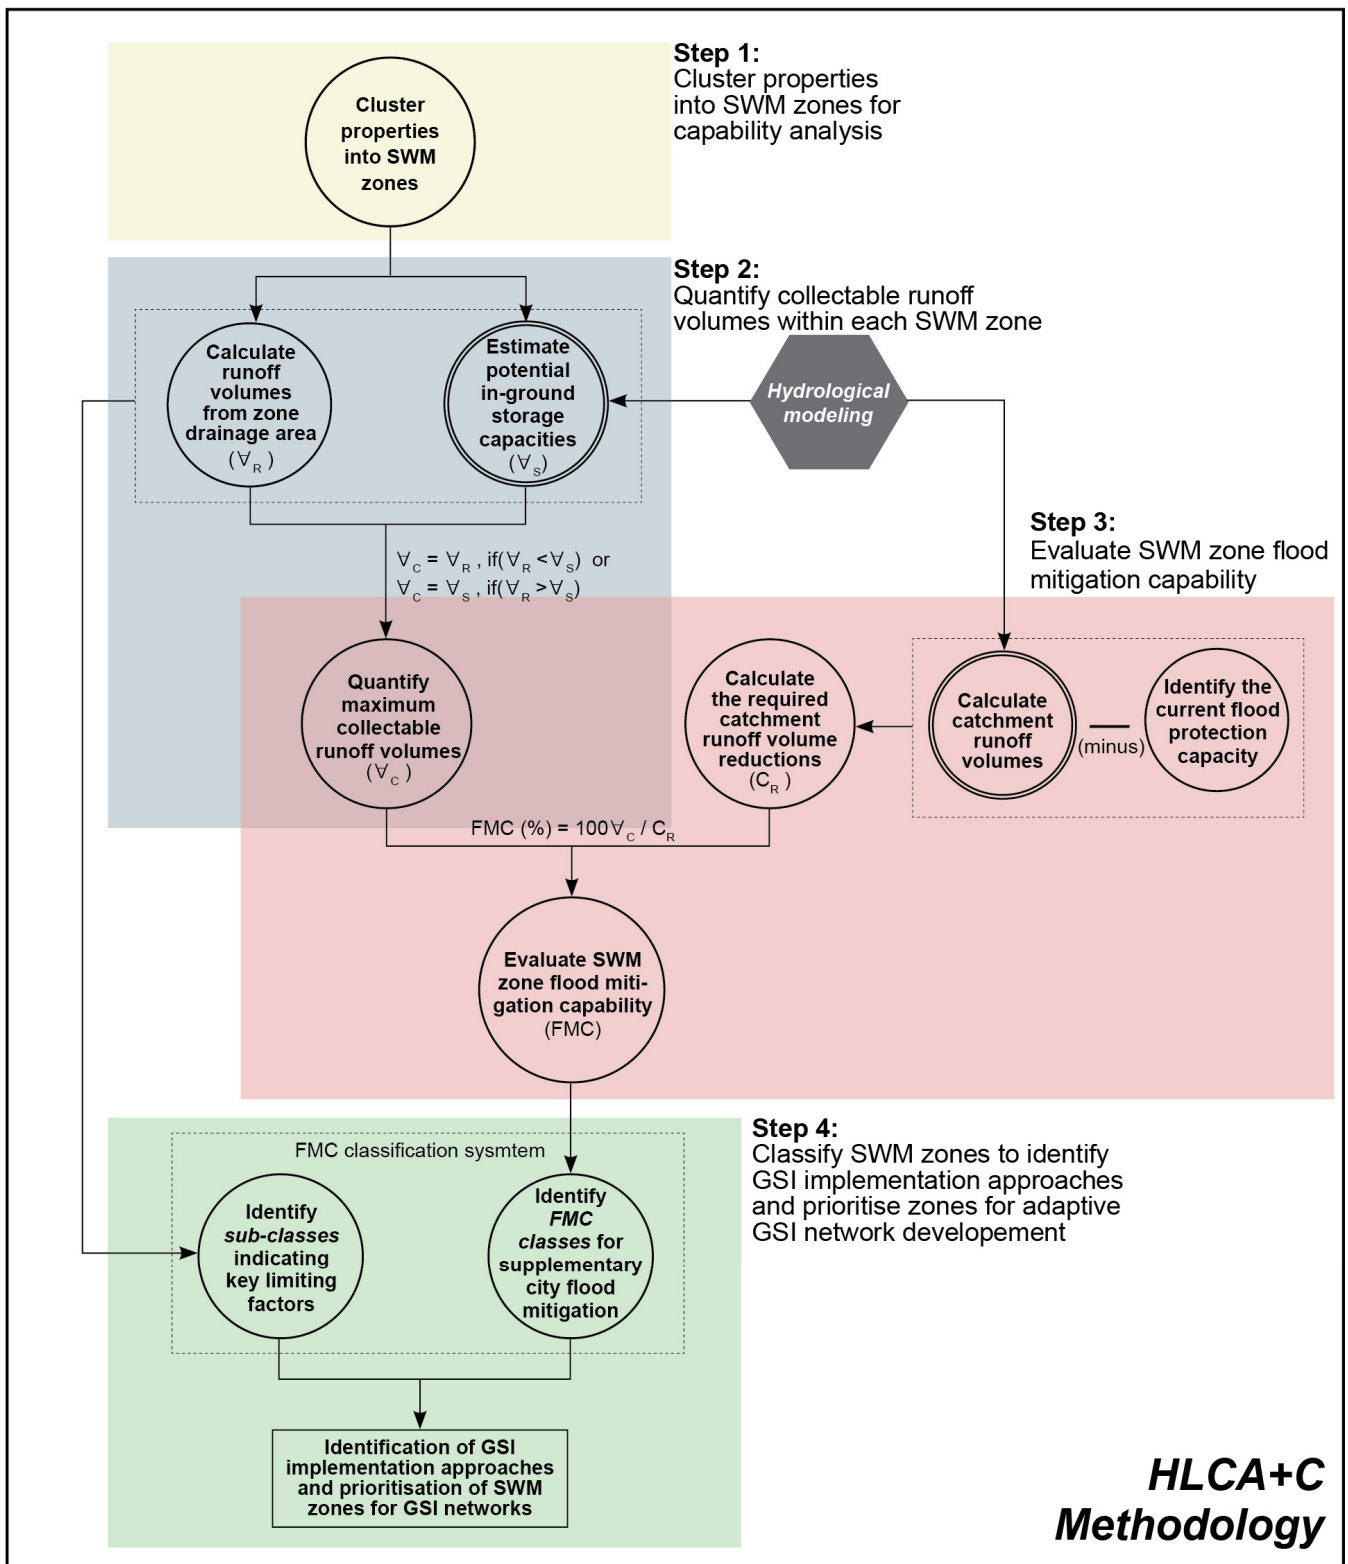 Step 1:
Cluster properties
into SWM zones for
capability analysis
Cluster
properties
into SWM
zones
Step 2:
Quantify collectable runoff
volumes within each SWM zone
Calculate
runoff
volumes
from zone
drainage area
(∀R)
Estimate
potential
in-ground
storage
capacities
(∀S)
Hydrological
modeling
∀C = ∀R , if(∀R <∀S) or
∀C = ∀S , if(∀R >∀S)
Step 3:
Evaluate SWM zone flood
mitigation capability
Quantify
maximum
collectable
runoff volumes
(∀C)
Calculate
the required
catchment
runoff volume
reductions
(CR)
Calculate
catchment
runoff
volumes
—
(minus)
Identify the
current flood
protection
capacity
FMC (%) = 100∀C / CR
Evaluate SWM
zone flood miti-
gation capability
(FMC)
Step 4:
Classify SWM zones to identify
GSI implementation approaches
and prioritise zones for adaptive
GSI network developement
FMC classification sysmtem
Identify
sub-classes
indicating
key limiting
factors
Identify
FMC
classes for
supplementary
city flood
mitigation
Identification of GSI
implementation approaches
and prioritisation of SWM
zones for GSI networks
HLCA+C
Methodology